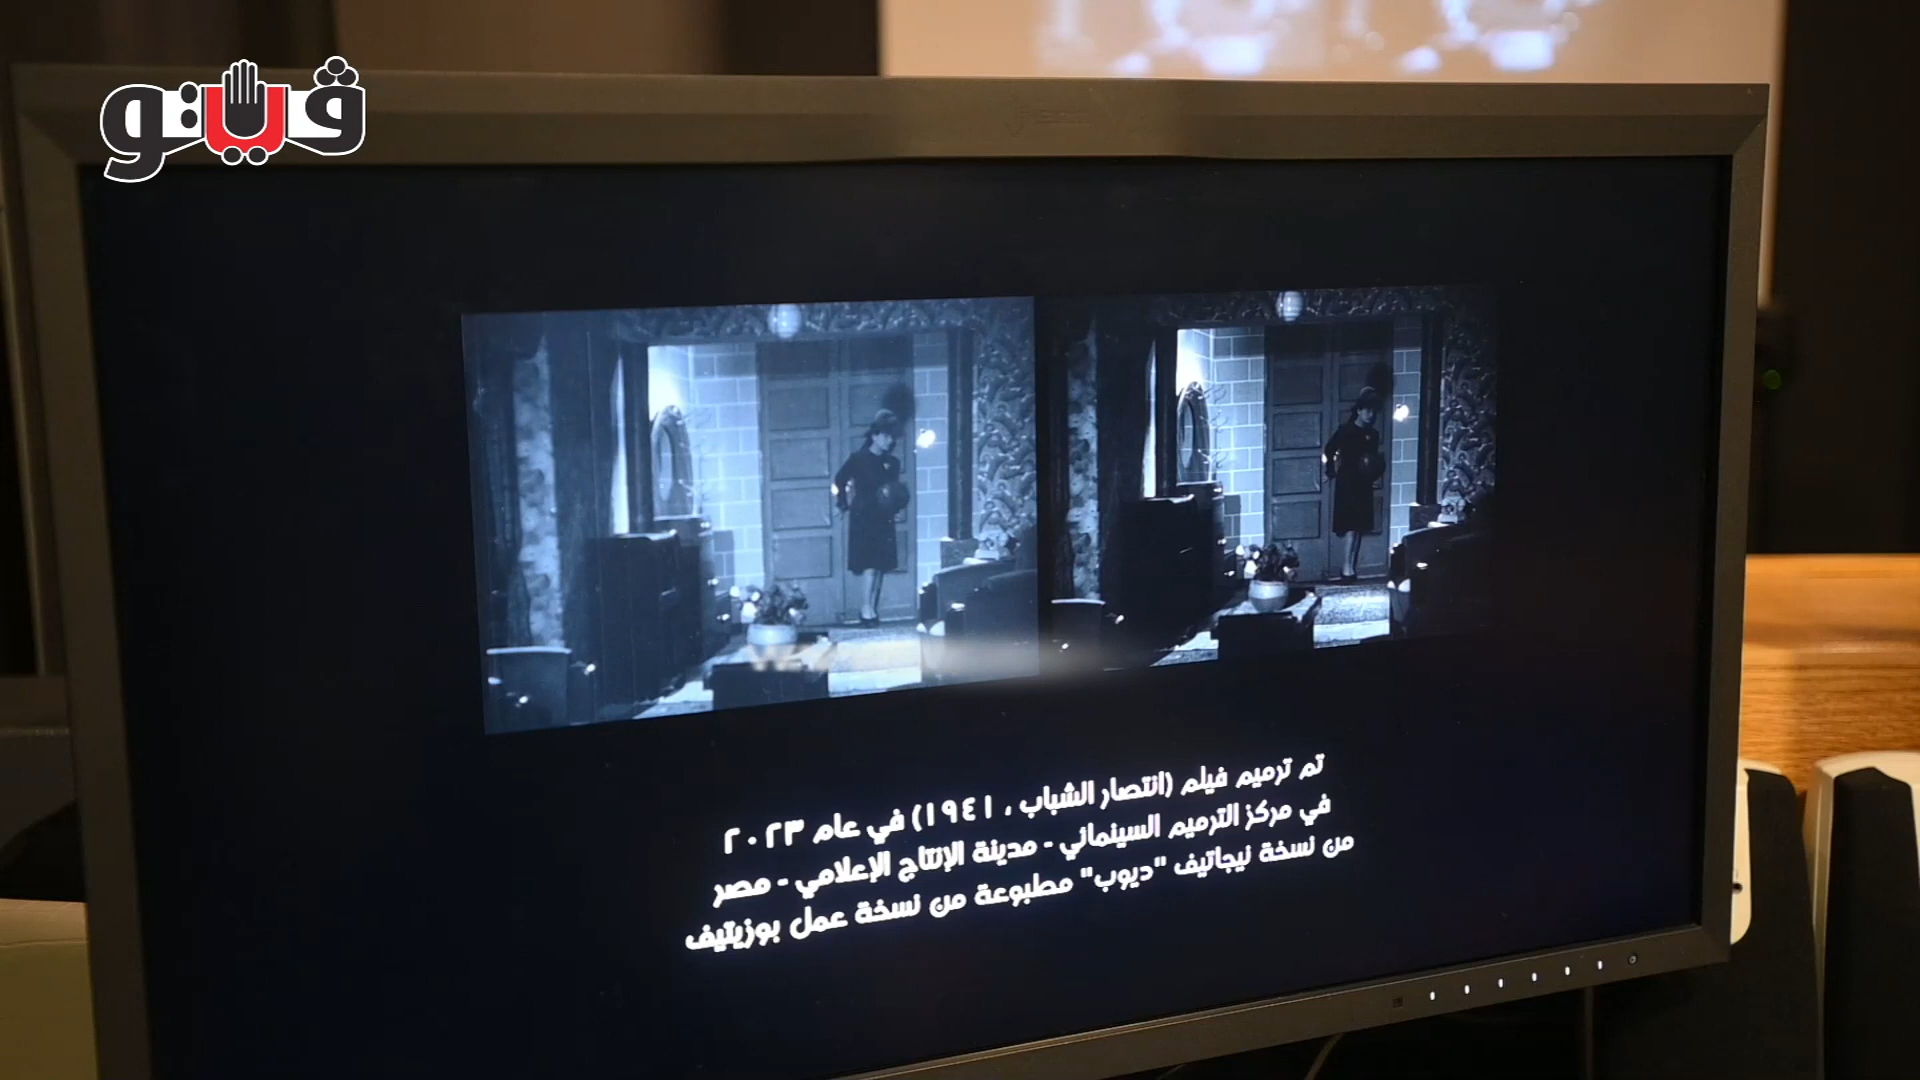 ڤيتو
تم ترميم فيلم (انتصار الشباب ، ١٩٤١) في عام ٢٠٢٣
في مركز الترميم السينمائي - مدينة الإنتاج الإعلامي - مصر
من نسخة نيجاتيف "ديوب" مطبوعة من نسخة عمل بوزيتيف